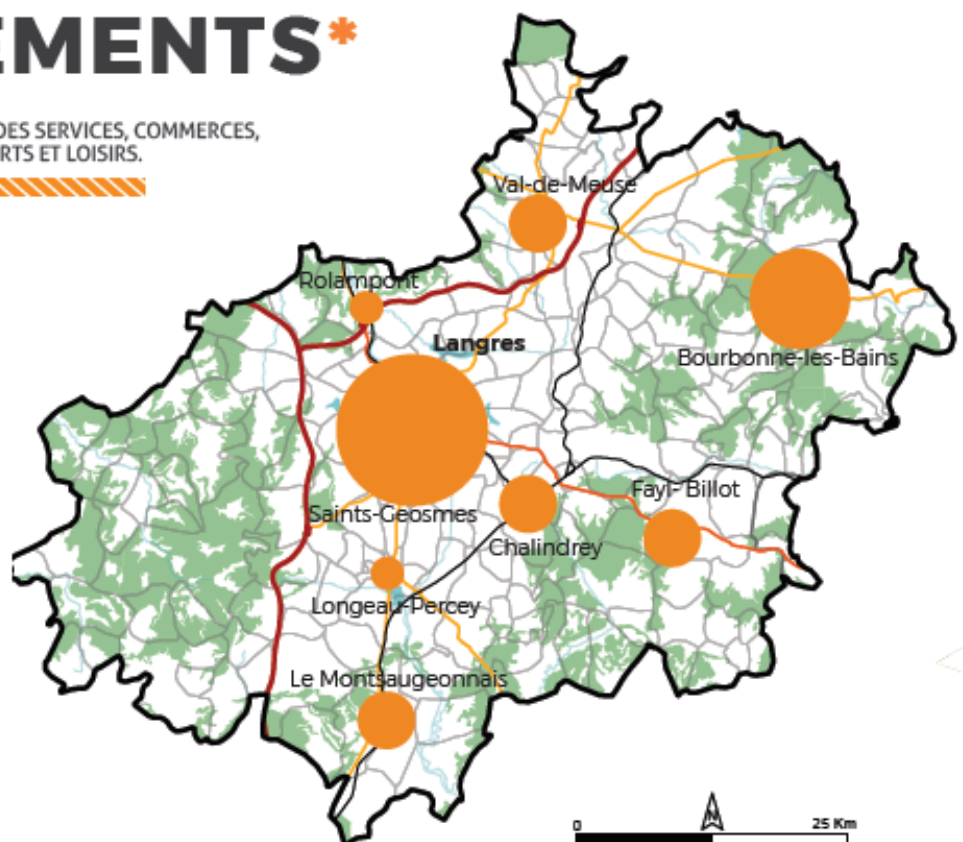 EMENTS*
DES SERVICES, COMMERCES,
RTS ET LOISIRS.
Val-de-Meuse
Rolampont
Langres
Bourbonne-les-Bains
Fayl- Billot
Saints-Geosmes
Chalindrey
Longeau-Percey
Le Montsaugeonnais
N
0 25 Km